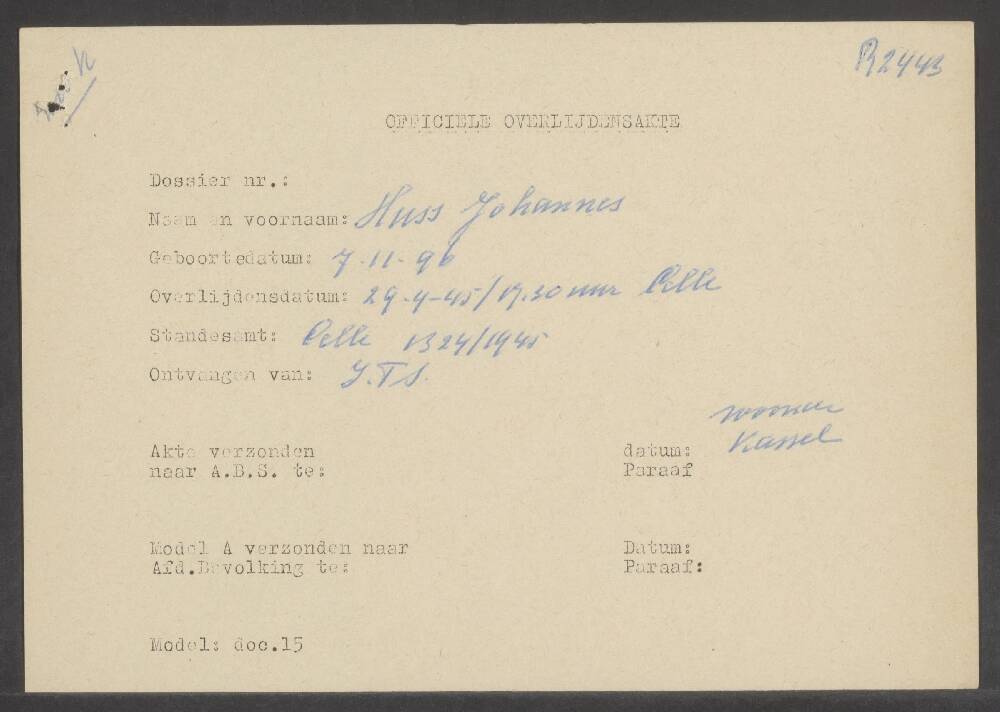 R2443
OFFICIELE OVERLIJDENSAKTE
Dossier nr.:
Naam en voornaam: Huss Johannes
Geboortedatum: 7-11-96
Overlijdensdatum: 29-4-45/17.30 uur Celle
Standesamt: Celle 1324/1945
Ontvangen van: I.T.S.
Kassel
Akte verzonden datum:
naar A.B.S. te: Paraaf
Model A verzonden naar Datum:
Afd.Bevolking te: Paraaf:
Model: doc.15